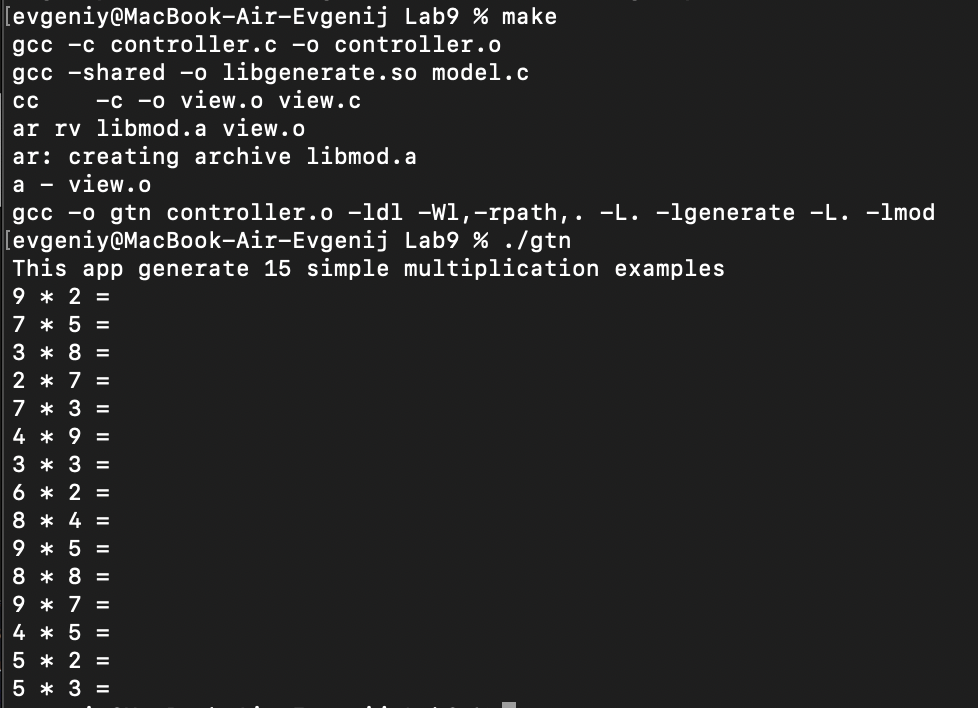 [evgeniy@MacBook-Air-Evgenij Lab9 % make
gcc -c controller.c -o controller.o
gcc -shared -o libgenerate.so model.c
cc    -c -o view.o view.c
ar rv libmod.a view.o
ar: creating archive libmod.a
a - view.o
gcc -o gtn controller.o -ldl -Wl,-rpath,. -L. -lgenerate -L. -lmod
[evgeniy@MacBook-Air-Evgenij Lab9 % ./gtn
This app generate 15 simple multiplication examples
9 * 2 =
7 * 5 =
3 * 8 =
2 * 7 =
7 * 3 =
4 * 9 =
3 * 3 =
6 * 2 =
8 * 4 =
9 * 5 =
8 * 8 =
9 * 7 =
4 * 5 =
5 * 2 =
5 * 3 =